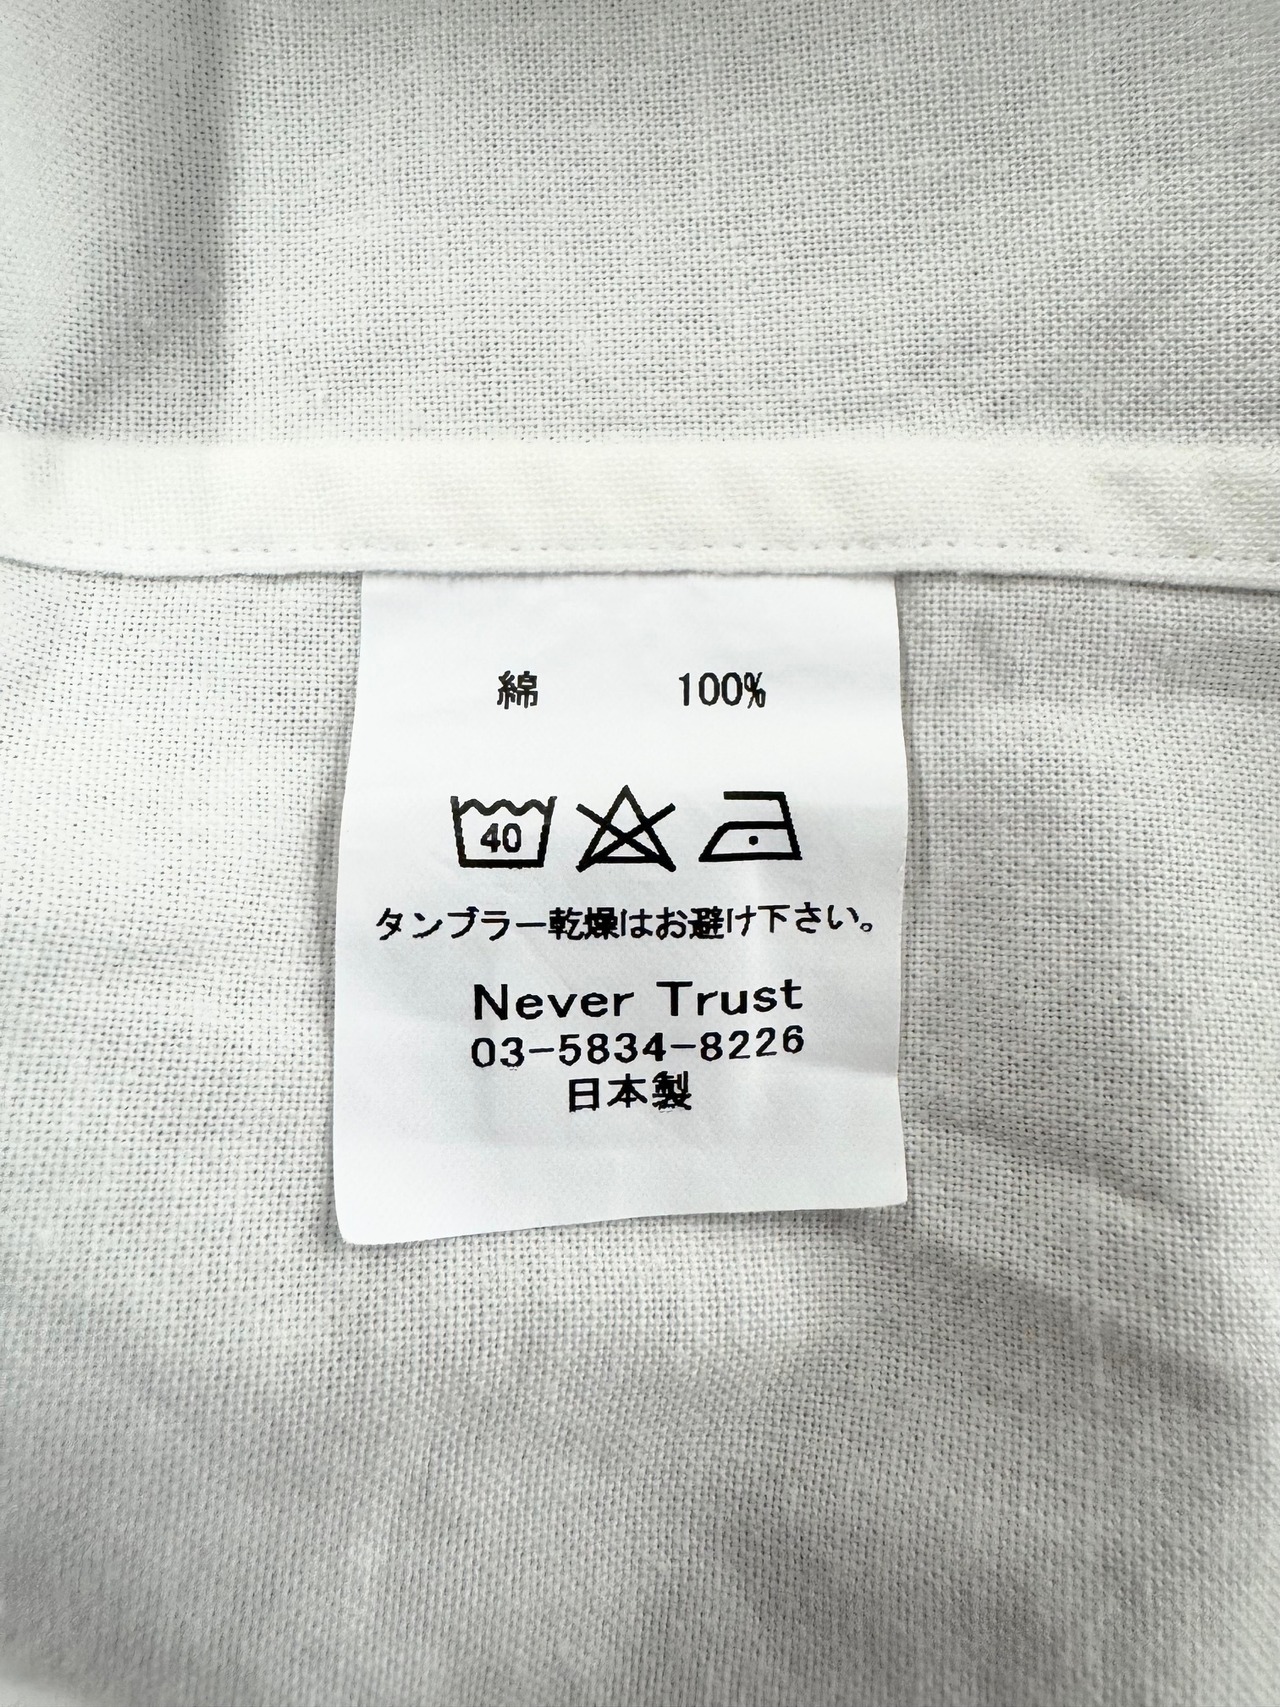 綿 100%
40
タンブラー乾燥はお避け下さい。
Never Trust
03-5834-8226
日本製